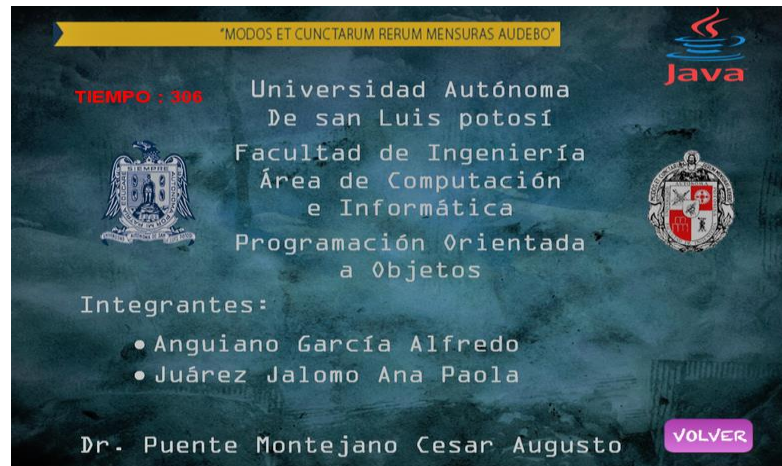 "MODOS ET CUNCTARUM RERUM MENSURAS AUDEBO"
Java
TIEMPO : 306
Universidad Autónoma
De san Luis potosí
Facultad de Ingeniería
Área de Computación
e Informática
Programación Orientada
a Objetos
SIEMPRE
AUTONOMA
Integrantes:
• Anguiano García Alfredo
• Juárez Jalomo Ana Paola
Dr. Puente Montejano Cesar Augusto
VOLVER